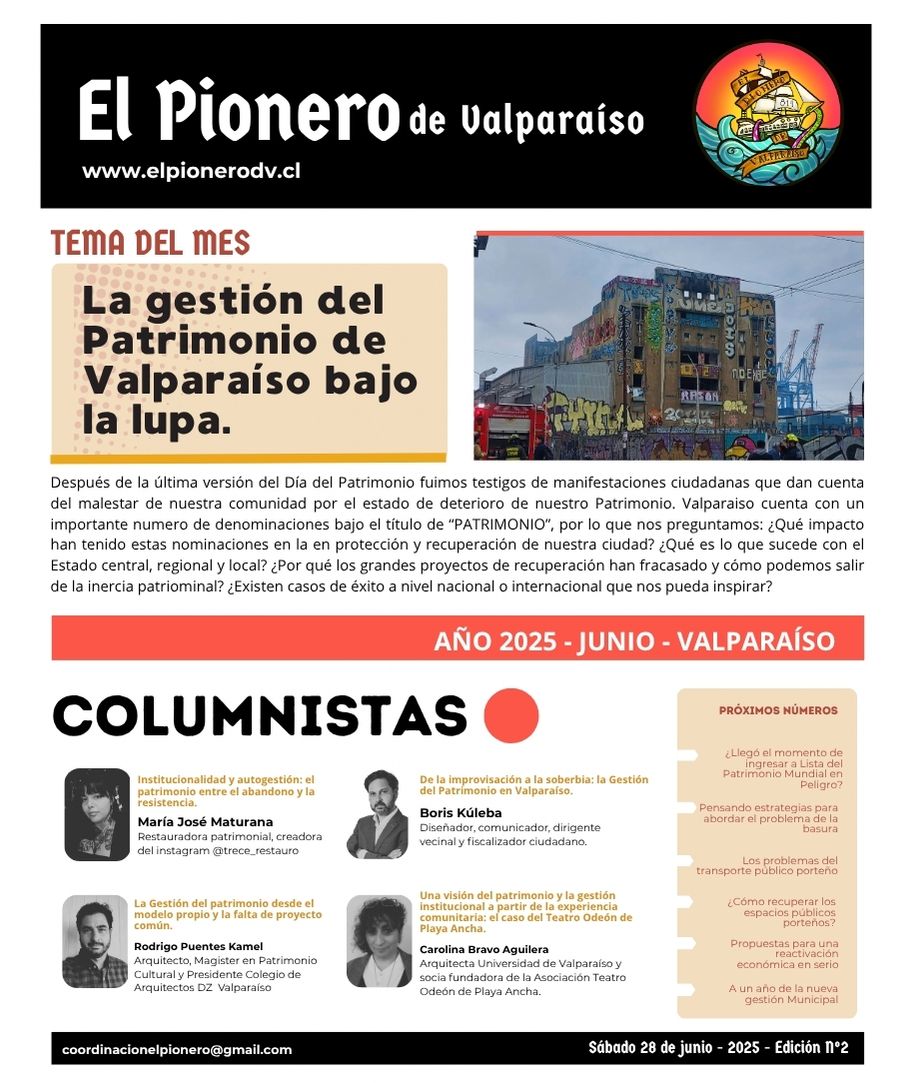 El Pionero de Valparaíso
www.elpionerodv.cl
EL PIONERO
DE
VALPARAISO
TEMA DEL MES
La gestión del
Patrimonio de
Valparaíso bajo
la lupa.
Después de la última versión del Día del Patrimonio fuimos testigos de manifestaciones ciudadanas que dan cuenta
del malestar de nuestra comunidad por el estado de deterioro de nuestro Patrimonio. Valparaiso cuenta con un
importante numero de denominaciones bajo el título de “PATRIMONIO”, por lo que nos preguntamos: ¿Qué impacto
han tenido estas nominaciones en la en protección y recuperación de nuestra ciudad? ¿Qué es lo que sucede con el
Estado central, regional y local? ¿Por qué los grandes proyectos de recuperación han fracasado y cómo podemos salir
de la inercia patriominal? ¿Existen casos de éxito a nivel nacional o internacional que nos pueda inspirar?
AÑO 2025 - JUNIO - VALPARAÍSO
COLUMNISTAS
Institucionalidad y autogestión: el
patrimonio entre el abandono y la
resistencia.
María José Maturana
Restauradora patrimonial, creadora
del instagram @trece_restauro
De la improvisación a la soberbia: la Gestión
del Patrimonio en Valparaíso.
Boris Kúleba
Diseñador, comunicador, dirigente
vecinal y fiscalizador ciudadano.
La Gestión del patrimonio desde el
modelo propio y la falta de proyecto
común.
Rodrigo Puentes Kamel
Arquitecto, Magister en Patrimonio
Cultural y Presidente Colegio de
Arquitectos DZ Valparaíso
Una visión del patrimonio y la gestión
institucional a partir de la experiencia
comunitaria: el caso del Teatro Odeón de
Playa Ancha.
Carolina Bravo Aguilera
Arquitecta Universidad de Valparaíso y
socia fundadora de la Asociación Teatro
Odeón de Playa Ancha.
PRÓXIMOS NÚMEROS
¿Llegó el momento de
ingresar a Lista del
Patrimonio Mundial en
Peligro?
Pensando estrategias para
abordar el problema de la
basura
Los problemas del
transporte público porteño
¿Cómo recuperar los
espacios públicos
porteños?
Propuestas para una
reactivación
económica en serio
A un año de la nueva
gestión Municipal
coordinacionelpionero@gmail.com
Sábado 28 de junio - 2025 - Edición N°2